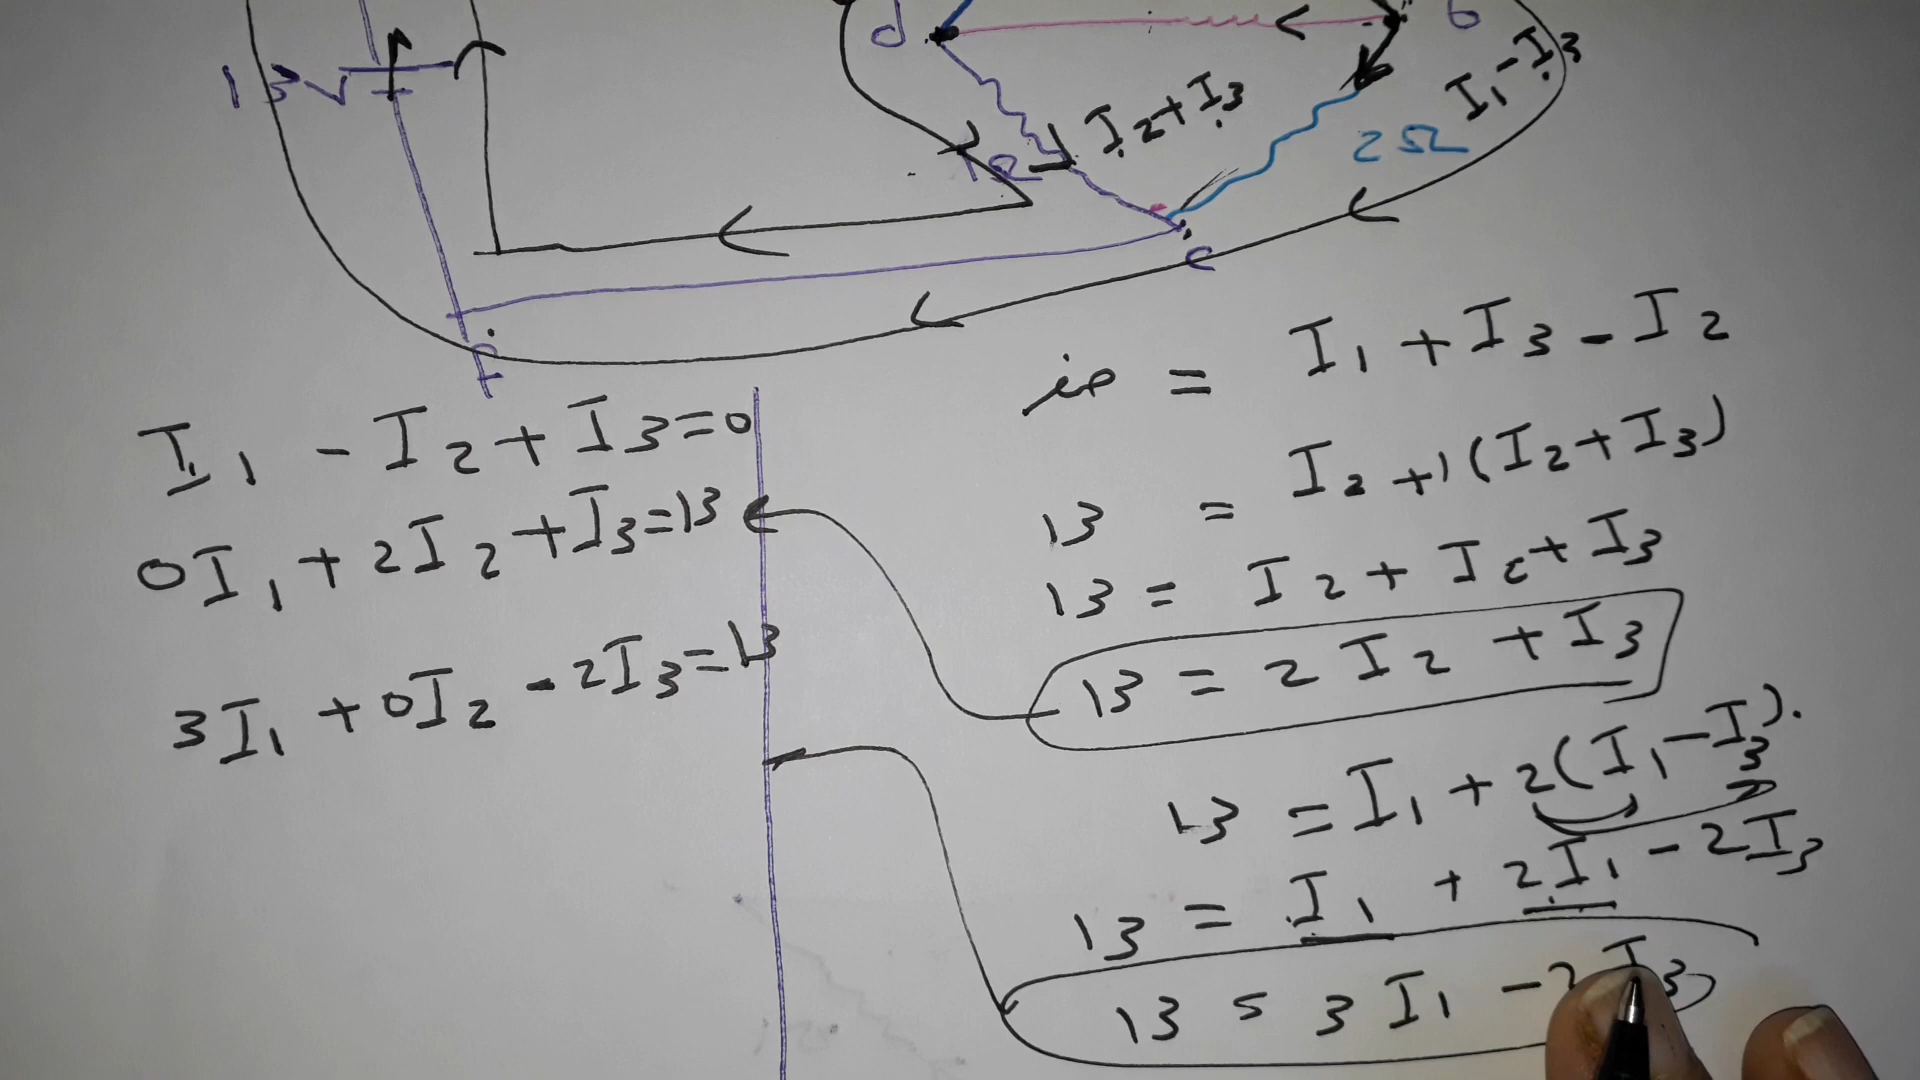 13V
d
b
I1-I3
I2+I3
1Ω
2Ω
c
f
I1 - I2 + I3=0
0I1 + 2I2 + I3=13
3I1 + 0I2 - 2I3=13
= I1 + I3 - I2
13 = I2 +1(I2+I3)
13 = I2 + I2 + I3
13 = 2I2 + I3
13 = I1 + 2(I1-I3).
13 = I1 + 2I1 - 2I3
13 = 3I1 - 2I3